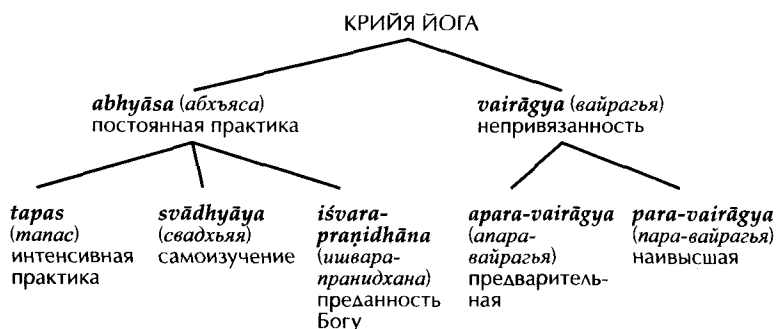 КРИЙЯ ЙОГА
abhyāsa (абхъяса)
постоянная практика
vairāgya (вайрагья)
непривязанность
tapas
(тапас)
интенсивная
практика
svādhyāya
(свадхьяя)
самоизучение
iśvara-
praṇidhāna
(ишвара-
пранидхана)
преданность
Богу
apara-vairāgya
(апара-
вайрагья)
предваритель-
ная
para-vairāgya
(пара-вайрагья)
наивысшая